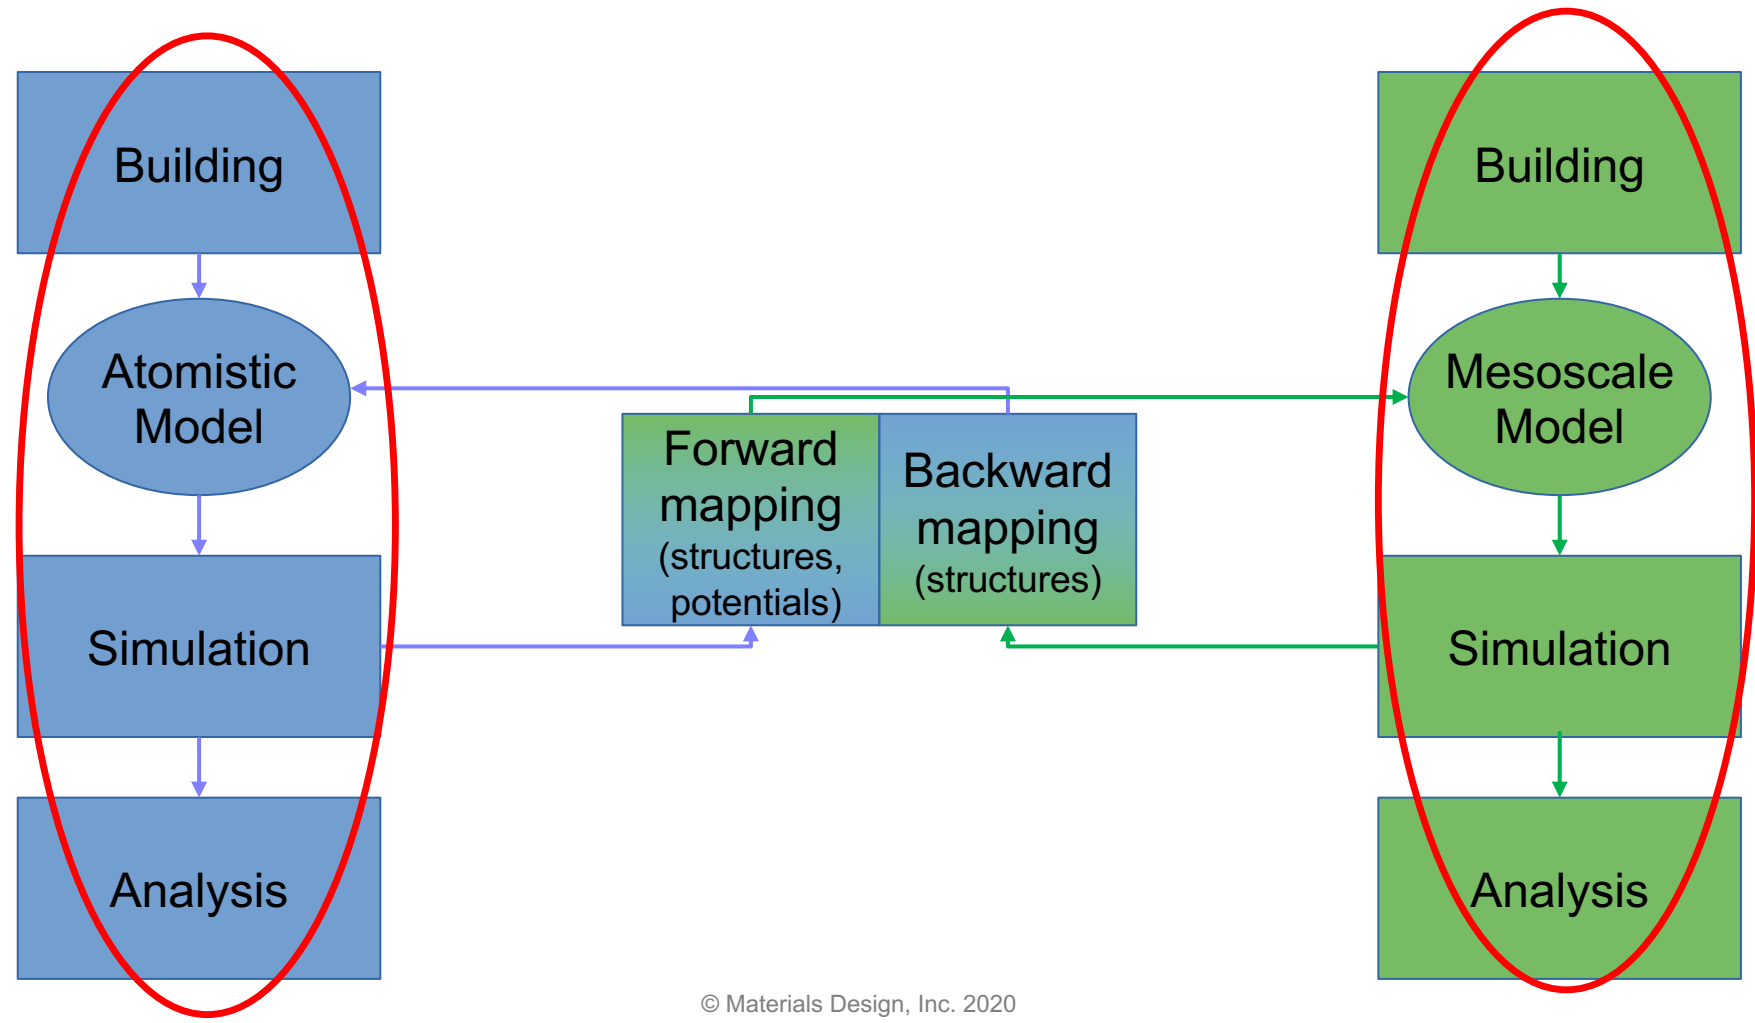 Building
Atomistic
Model
Simulation
Analysis
Forward
mapping
(structures,
potentials)
Backward
mapping
(structures)
Building
Mesoscale
Model
Simulation
Analysis
© Materials Design, Inc. 2020